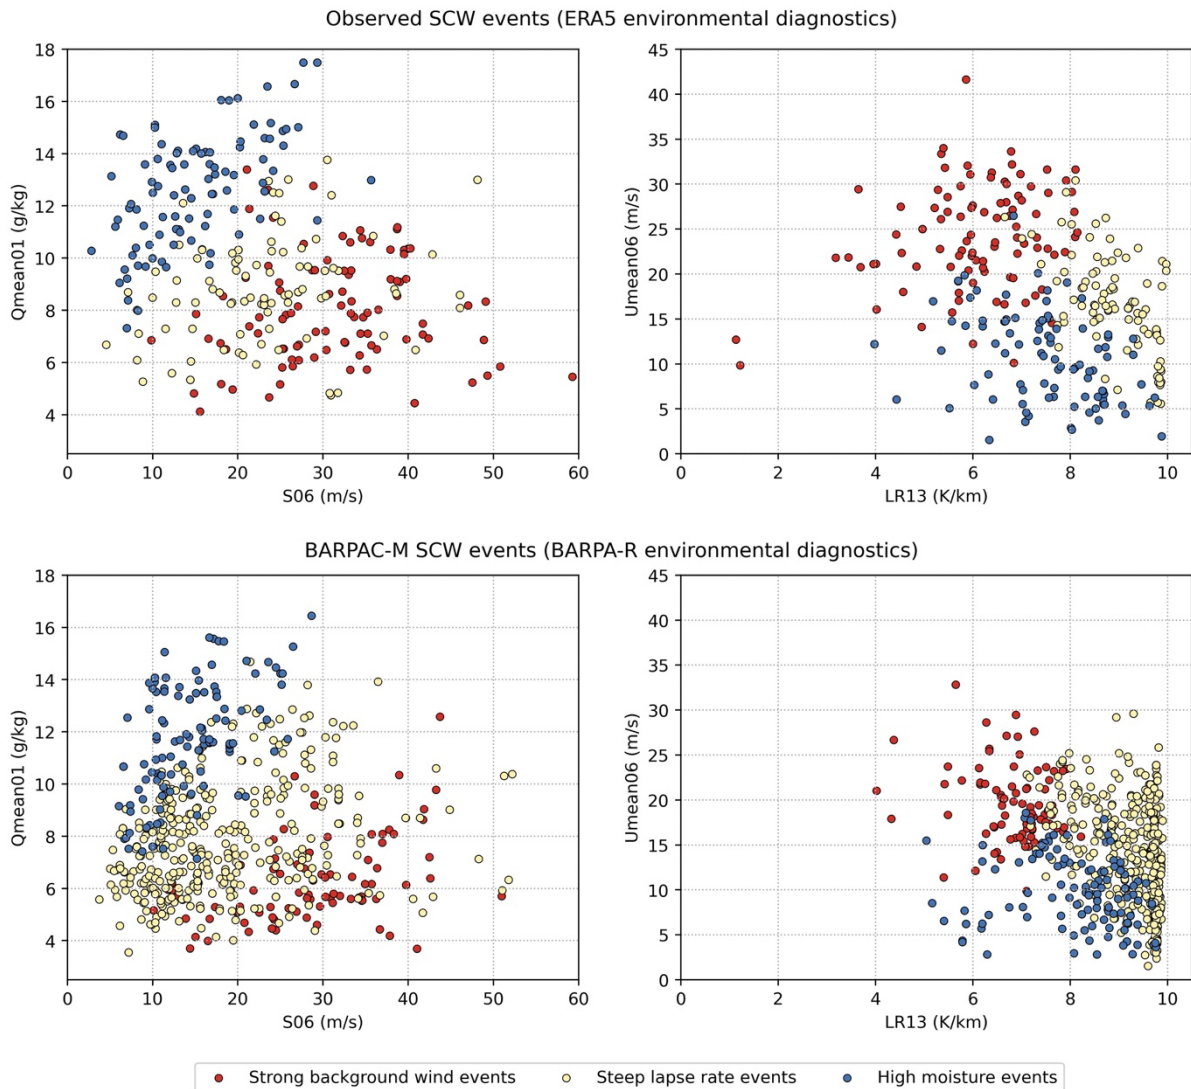 Observed SCW events (ERA5 environmental diagnostics)
18
16
14
12
10
8
6
4
Qmean01 (g/kg)
0 10 20 30 40 50 60
S06 (m/s)
45
40
35
30
25
20
15
10
5
0
Umean06 (m/s)
0 2 4 6 8 10
LR13 (K/km)
BARPAC-M SCW events (BARPA-R environmental diagnostics)
18
16
14
12
10
8
6
4
Qmean01 (g/kg)
0 10 20 30 40 50 60
S06 (m/s)
45
40
35
30
25
20
15
10
5
0
Umean06 (m/s)
0 2 4 6 8 10
LR13 (K/km)
Strong background wind events Steep lapse rate events High moisture events